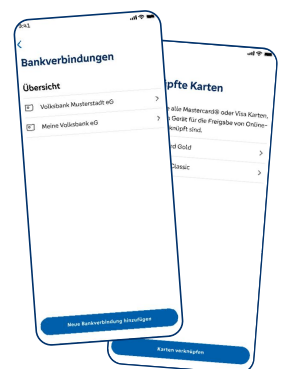 9:41
Bankverbindungen
Übersicht
Volksbank Musterstadt eG
Meine Volksbank eG
Neue Bankverbindung hinzufügen
pfte Karten
alle Mastercard® oder Visa Karten,
Gerät für die Freigabe von Online-
knüpft sind.
Gold
Classic
Karten verknüpfen